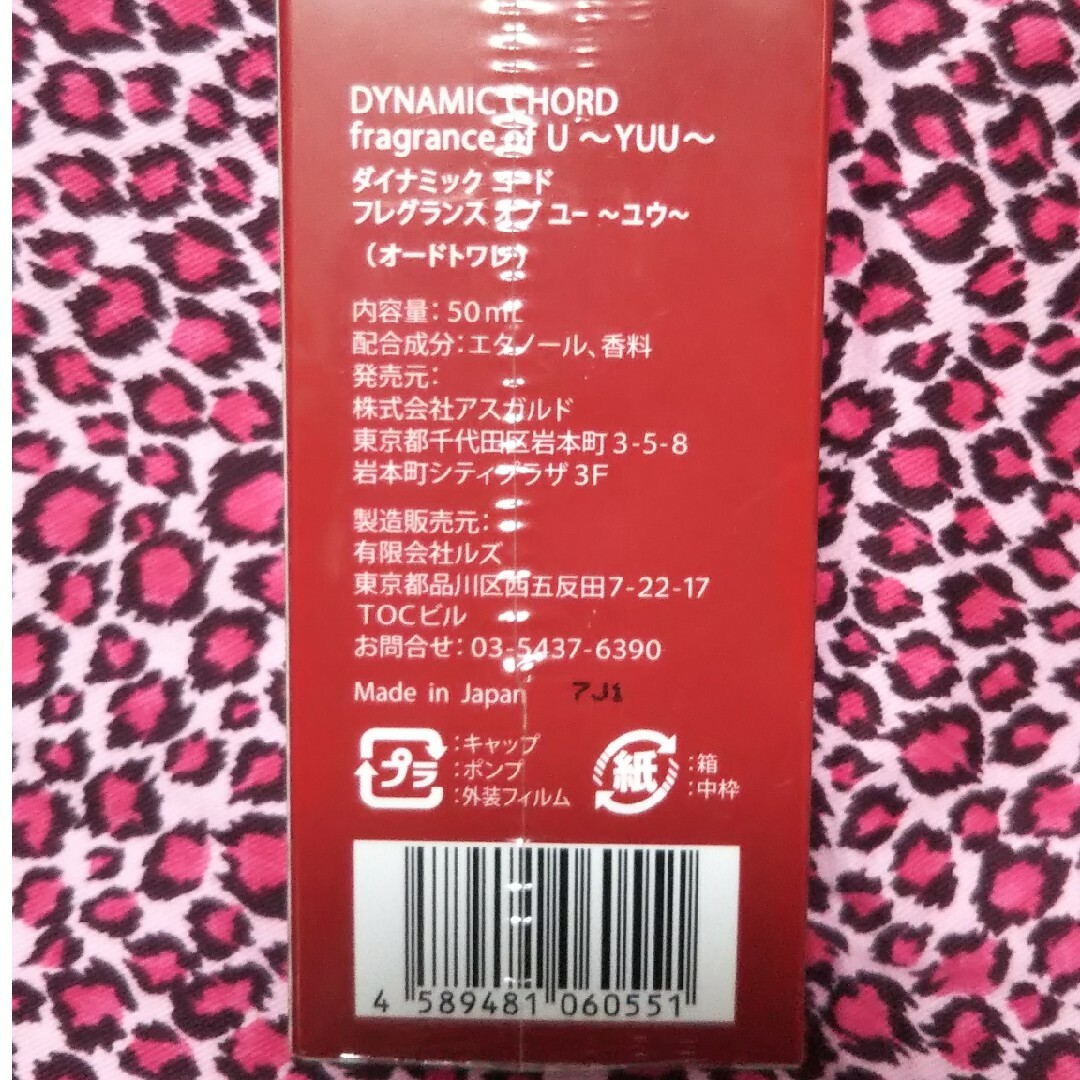 DYNAMIC CHORD
fragrance of U ～YUU～
ダイナミック コード
フレグランス オブ ユー ～ユウ～
（オードトワレ）
内容量：50mL
配合成分：エタノール、香料
発売元：
株式会社アスガルド
東京都千代田区岩本町3-5-8
岩本町シティプラザ3F
製造販売元：
有限会社ルズ
東京都品川区西五反田7-22-17
TOCビル
お問合せ：03-5437-6390
Made in Japan 7J1
プラ
：キャップ
：ポンプ
：外装フィルム
紙
：箱
：中枠
4 589481 060551